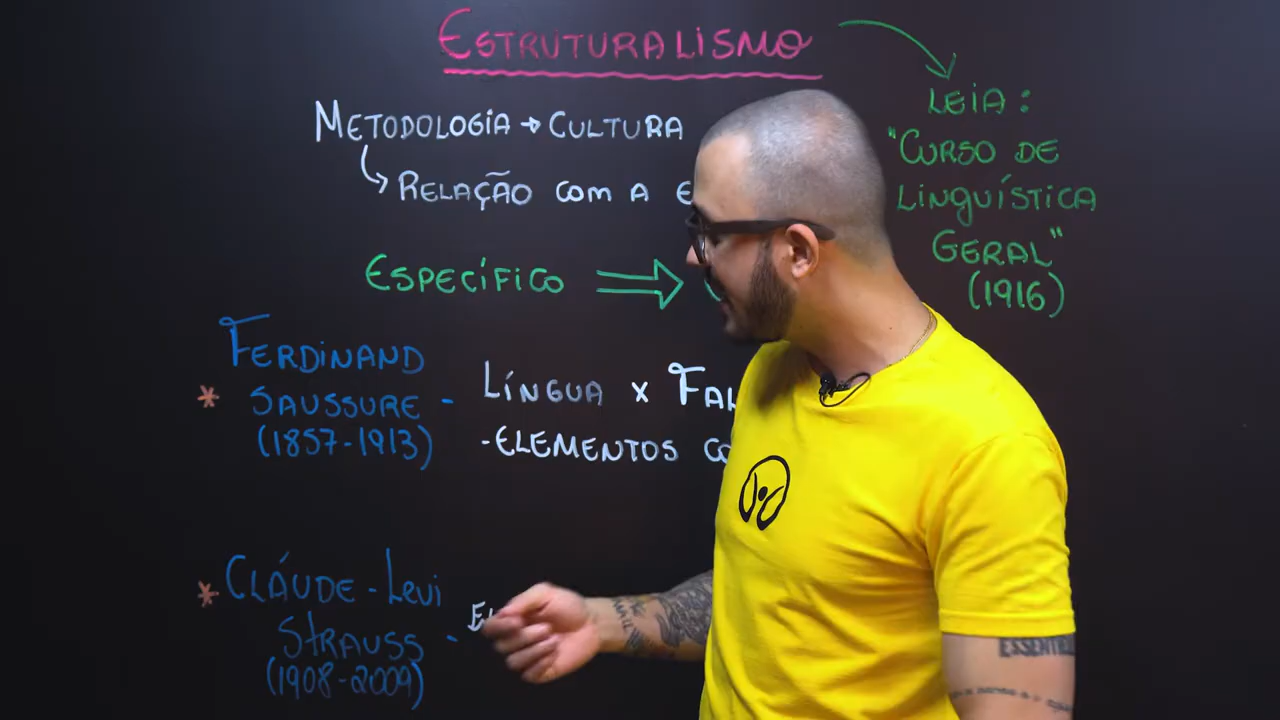 ESTRUTURALISMO
METODOLOGIA → CULTURA
RELAÇÃO COM A
ESPECÍFICO ⇒
LEIA:
"CURSO DE
LINGUÍSTICA
GERAL"
(1916)
FERDINAND
* SAUSSURE -
(1857-1913)
LÍNGUA x
-ELEMENTOS
* CLÁUDE-LEVI
STRAUSS -
(1908-2009)